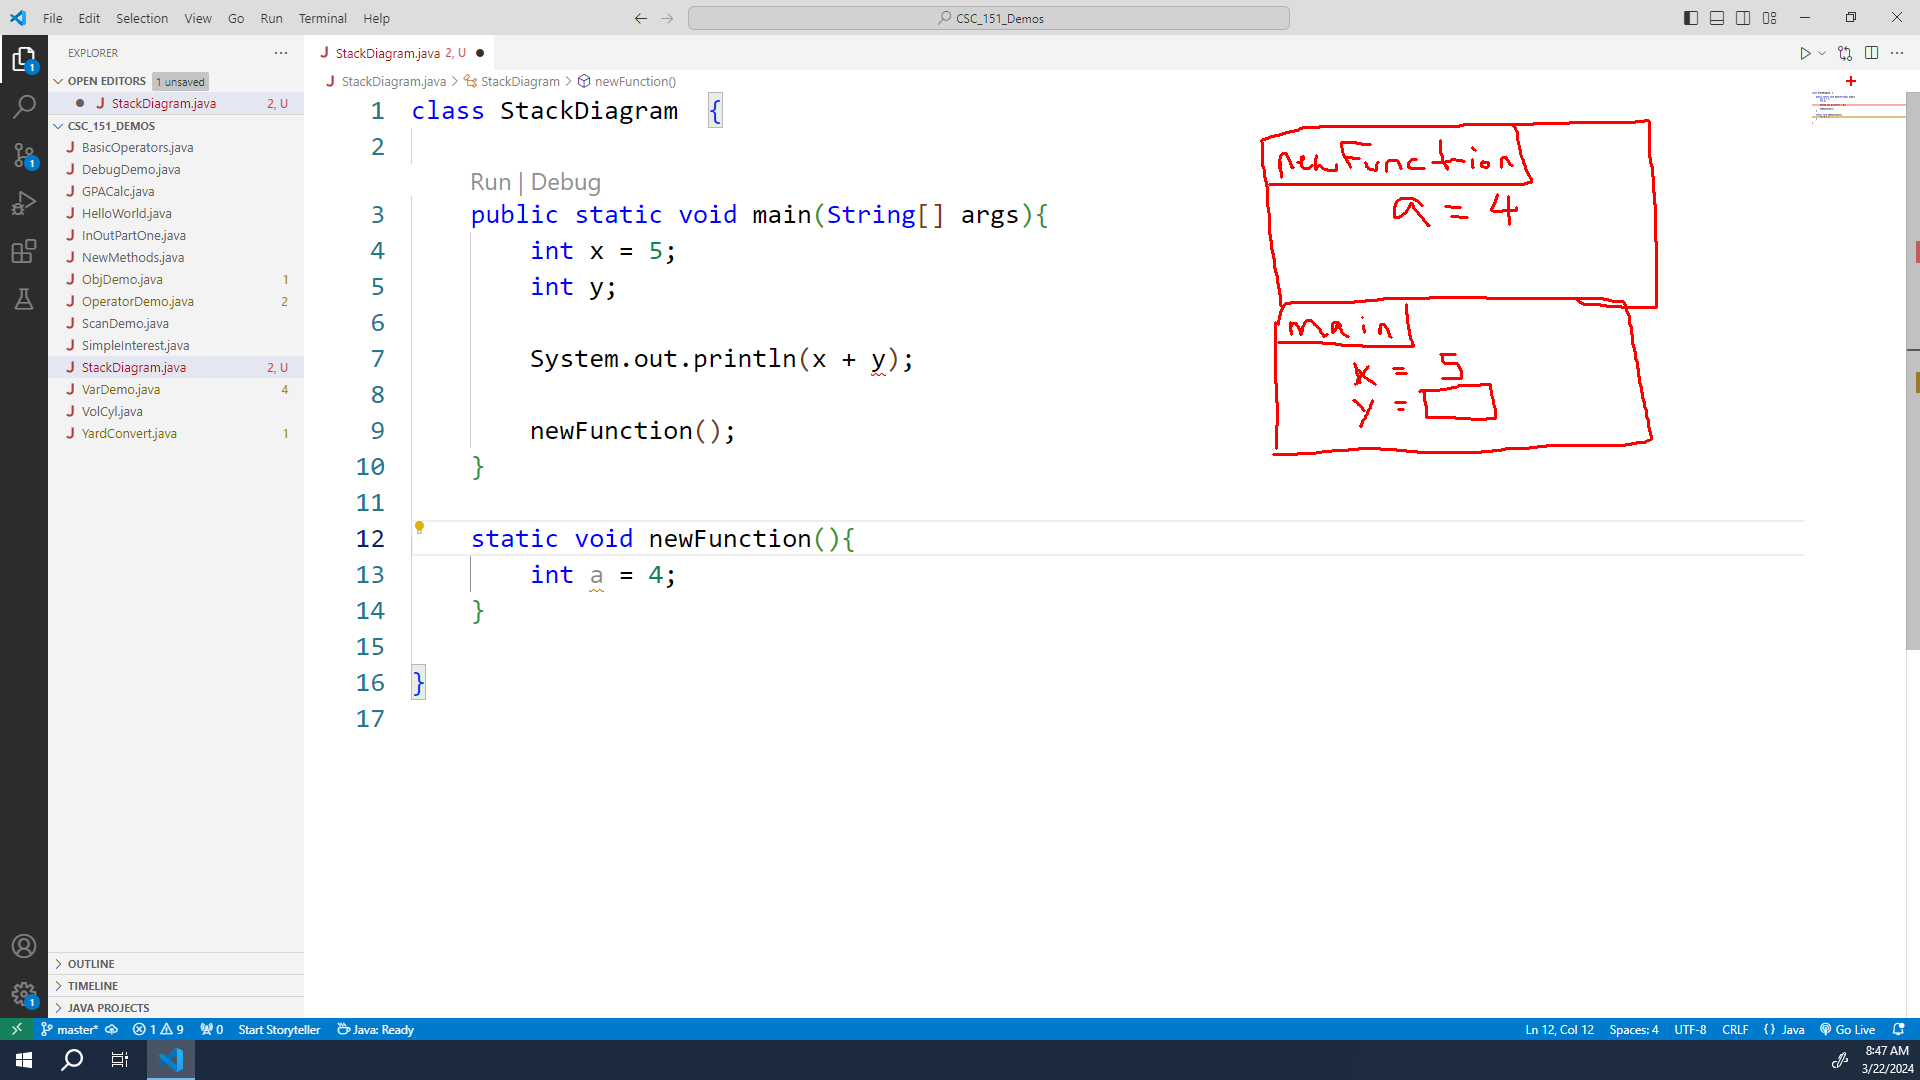 File Edit Selection View Go Run Terminal Help
CSC_151_Demos
EXPLORER
OPEN EDITORS 1 unsaved
StackDiagram.java 2, U
CSC_151_DEMOS
BasicOperators.java
DebugDemo.java
GPACalc.java
HelloWorld.java
InOutPartOne.java
NewMethods.java
ObjDemo.java 1
OperatorDemo.java 2
ScanDemo.java
SimpleInterest.java
StackDiagram.java 2, U
VarDemo.java 4
VolCyl.java
YardConvert.java 1
OUTLINE
TIMELINE
JAVA PROJECTS
StackDiagram.java 2, U
StackDiagram.java > StackDiagram > newFunction()
1 class StackDiagram {
2
Run | Debug
3 public static void main(String[] args){
4 int x = 5;
5 int y;
6
7 System.out.println(x + y);
8
9 newFunction();
10 }
11
12 static void newFunction(){
13 int a = 4;
14 }
15
16 }
17
newFunction
a = 4
main
x = 5
y =
1
1
1
master* 1 9 0 Start Storyteller Java: Ready
Ln 12, Col 12 Spaces: 4 UTF-8 CRLF {} Java Go Live
8:47 AM
3/22/2024